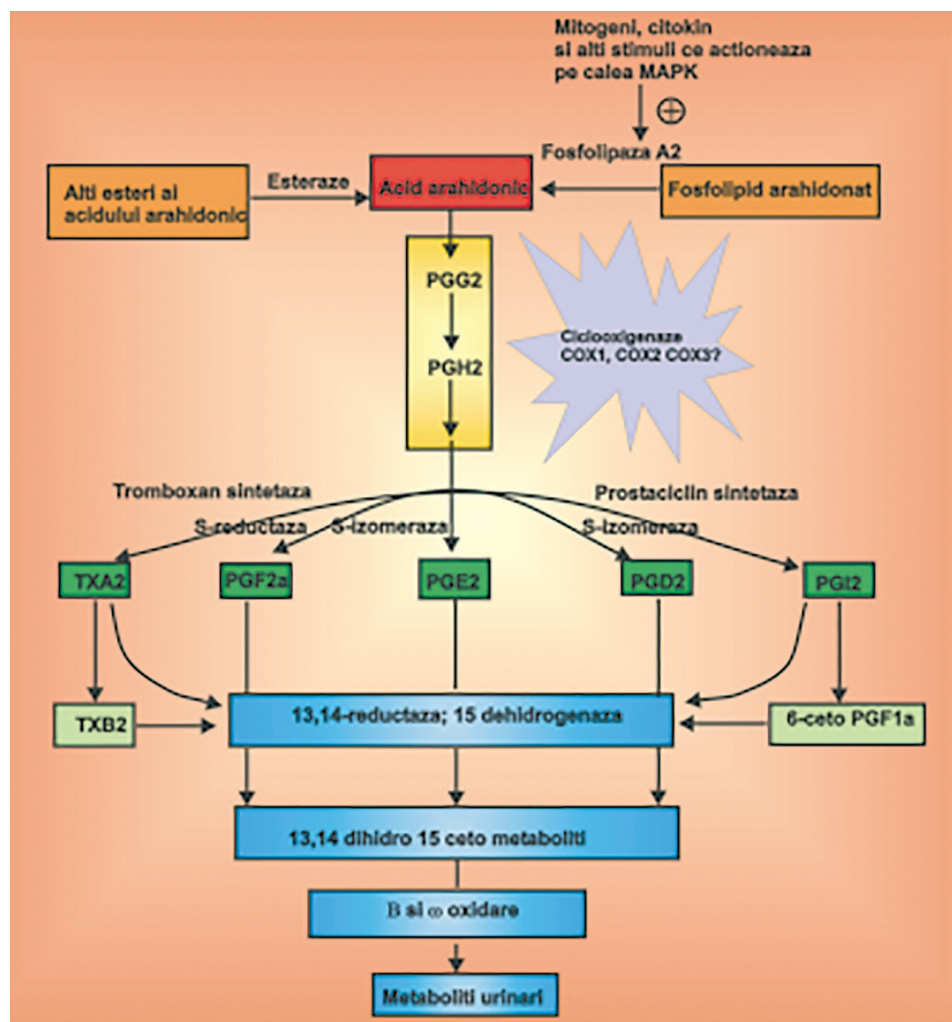 Mitogeni, citokin
si alti stimuli ce actioneaza
pe calea MAPK
Fosfolipaza A2
Alti esteri ai
acidului arahidonic
Esteraze
Acid arahidonic
Fosfolipid arahidonat
PGG2
PGH2
Ciclooxigenaze
COX1, COX2 COX3?
Tromboxan sintetaza
Prostaciclin sintetaza
S-reductaza
S-izomeraza
S-izomeraza
TXA2
PGF2a
PGE2
PGD2
PGI2
TXB2
13,14-reductaza; 15 dehidrogenaza
6-ceto PGF1a
13,14 dihidro 15 ceto metaboliti
B si ω oxidare
Metaboliti urinari